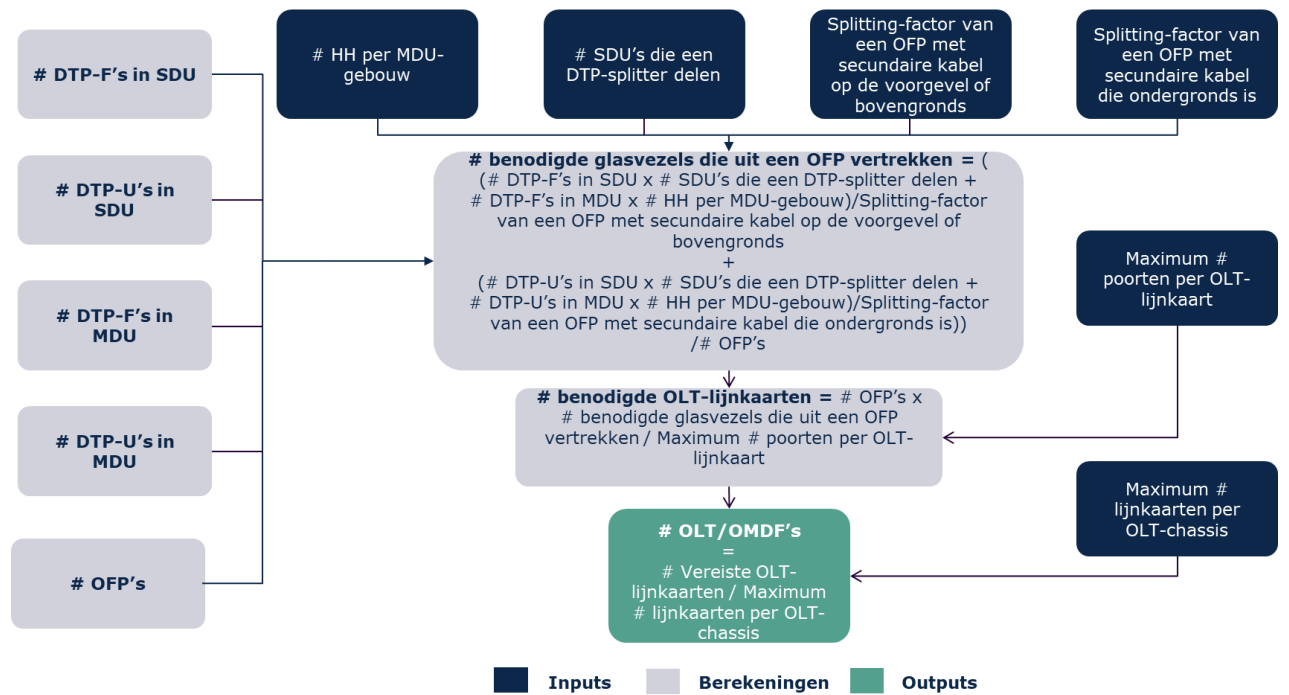 # DTP-F's in SDU
# DTP-U's in
SDU
# DTP-F's in
MDU
# DTP-U's in
MDU
# OFP's
# HH per MDU-
gebouw
# SDU's die een
DTP-splitter delen
Splitting-factor van
een OFP met
secundaire kabel
op de voorgevel of
bovengronds
Splitting-factor van
een OFP met
secundaire kabel
die ondergronds is
# benodigde glasvezels die uit een OFP vertrekken = (
(# DTP-F's in SDU x # SDU's die een DTP-splitter delen +
# DTP-F's in MDU x # HH per MDU-gebouw)/Splitting-factor
van een OFP met secundaire kabel op de voorgevel of
bovengronds
+
(# DTP-U's in SDU x # SDU's die een DTP-splitter delen +
# DTP-U's in MDU x # HH per MDU-gebouw)/Splitting-factor
van een OFP met secundaire kabel die ondergronds is))
/# OFP's
Maximum #
poorten per OLT-
lijnkaart
# benodigde OLT-lijnkaarten = # OFP's x
# benodigde glasvezels die uit een OFP
vertrekken / Maximum # poorten per OLT-
lijnkaart
Maximum #
lijnkaarten per
OLT-chassis
# OLT/OMDF's
=
# Vereiste OLT-
lijnkaarten / Maximum
# lijnkaarten per OLT-
chassis
Inputs
Berekeningen
Outputs